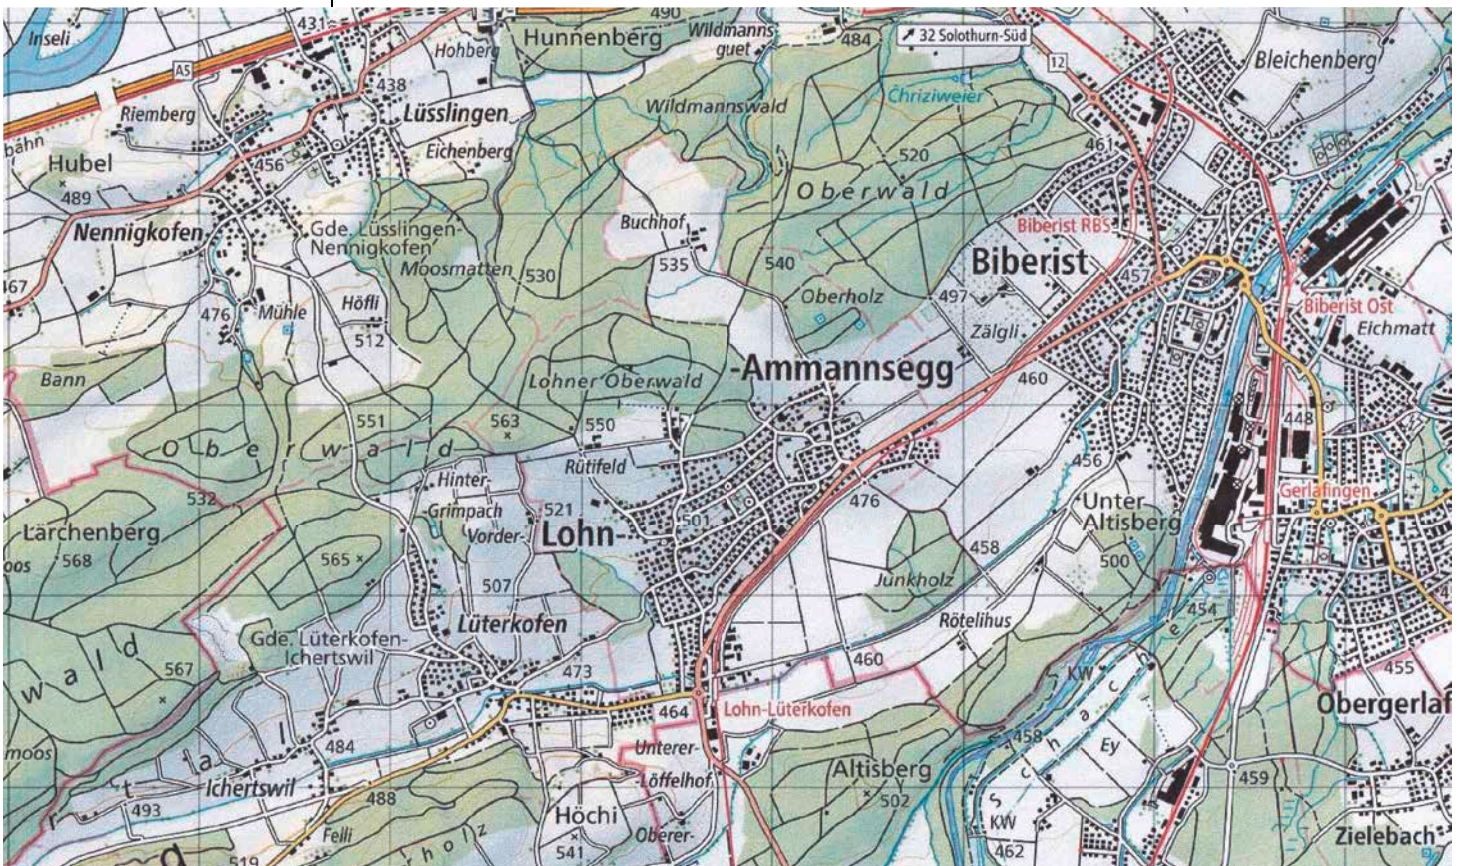 431
490
Inseli
Hohberg
Hunnenberg
Wildmanns
guet
484
32 Solothurn-Süd
Bleichenberg
A5
12
438
Riemberg
Lüsslingen
Wildmannswald
Chriziweier
bahn
Hubel
456
Eichenberg
461
520
489
Oberwald
Nennigkofen
Gde. Lüsslingen-
Nennigkofen
Buchhof
Biberist RBS
Moosmatten
530
535
540
Biberist
457
467
476
Mühle
Höfli
Oberholz
497
Biberist Ost
512
Zälgli
Eichmatt
Bann
Lohner Oberwald
-Ammannsegg
460
551
563
550
448
Oberwald
Rütifeld
456
Hinter-
Grimpach
476
Gerlafingen
532
521
501
Unter
Altisberg
Lärchenberg
Vorder-
Lohn-
458
568
565
500
moos
507
Junkholz
454
Lüterkofen
Rötelihus
Gde. Lüterkofen-
Ichertswil
567
473
460
455
wald
KW
464
Lohn-Lüterkofen
Obergerlaf
moos
484
Unterer-
Löffelhof
458
Ey
Ichertswil
Altisberg
459
493
488
502
Höchi
KW
Feili
Oberer-
Zielebach
519
541
462